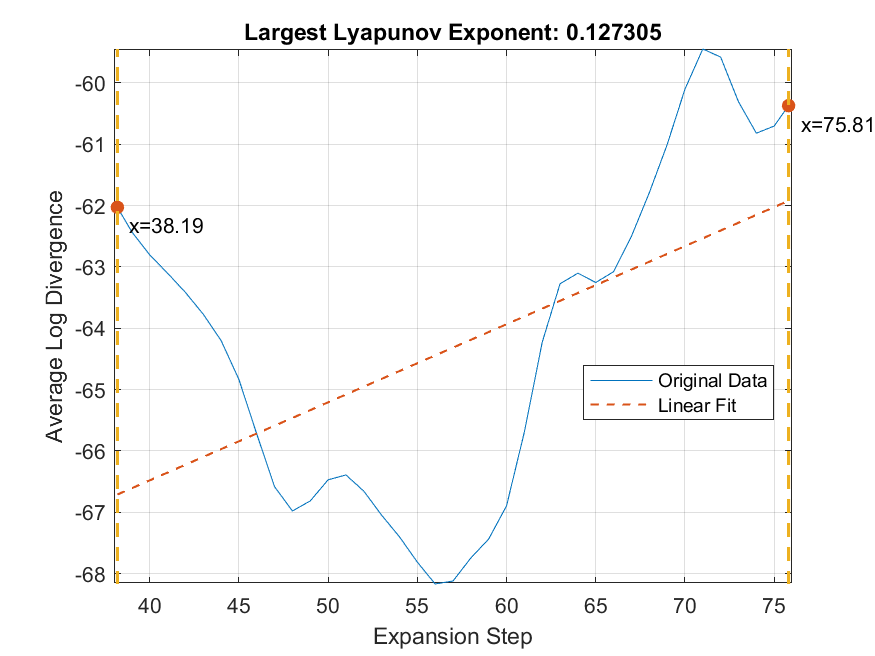 Largest Lyapunov Exponent: 0.127305
Average Log Divergence
-60
-61
-62
-63
-64
-65
-66
-67
-68
x=38.19
x=75.81
Original Data
Linear Fit
40 45 50 55 60 65 70 75
Expansion Step